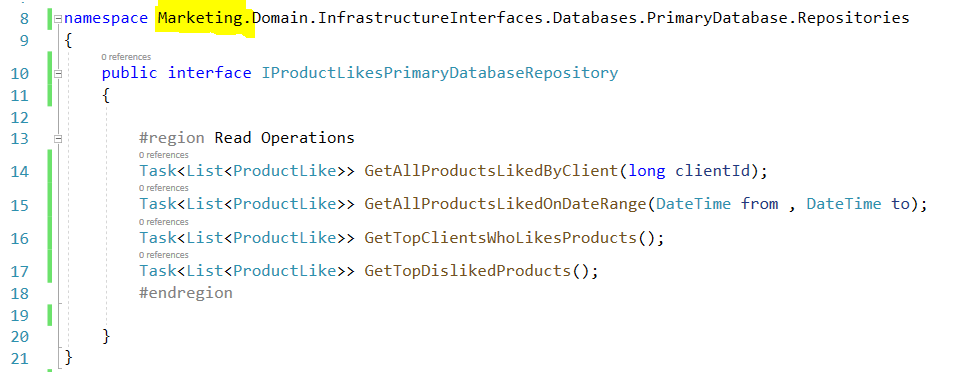 8 namespace Marketing.Domain.InfrastructureInterfaces.Databases.PrimaryDatabase.Repositories
9 {
0 references
10 public interface IProductLikesPrimaryDatabaseRepository
11 {
12
13 #region Read Operations
0 references
14 Task<List<ProductLike>> GetAllProductsLikedByClient(long clientId);
0 references
15 Task<List<ProductLike>> GetAllProductsLikedOnDateRange(DateTime from , DateTime to);
0 references
16 Task<List<ProductLike>> GetTopClientsWhoLikesProducts();
0 references
17 Task<List<ProductLike>> GetTopDislikedProducts();
18 #endregion
19
20 }
21 }